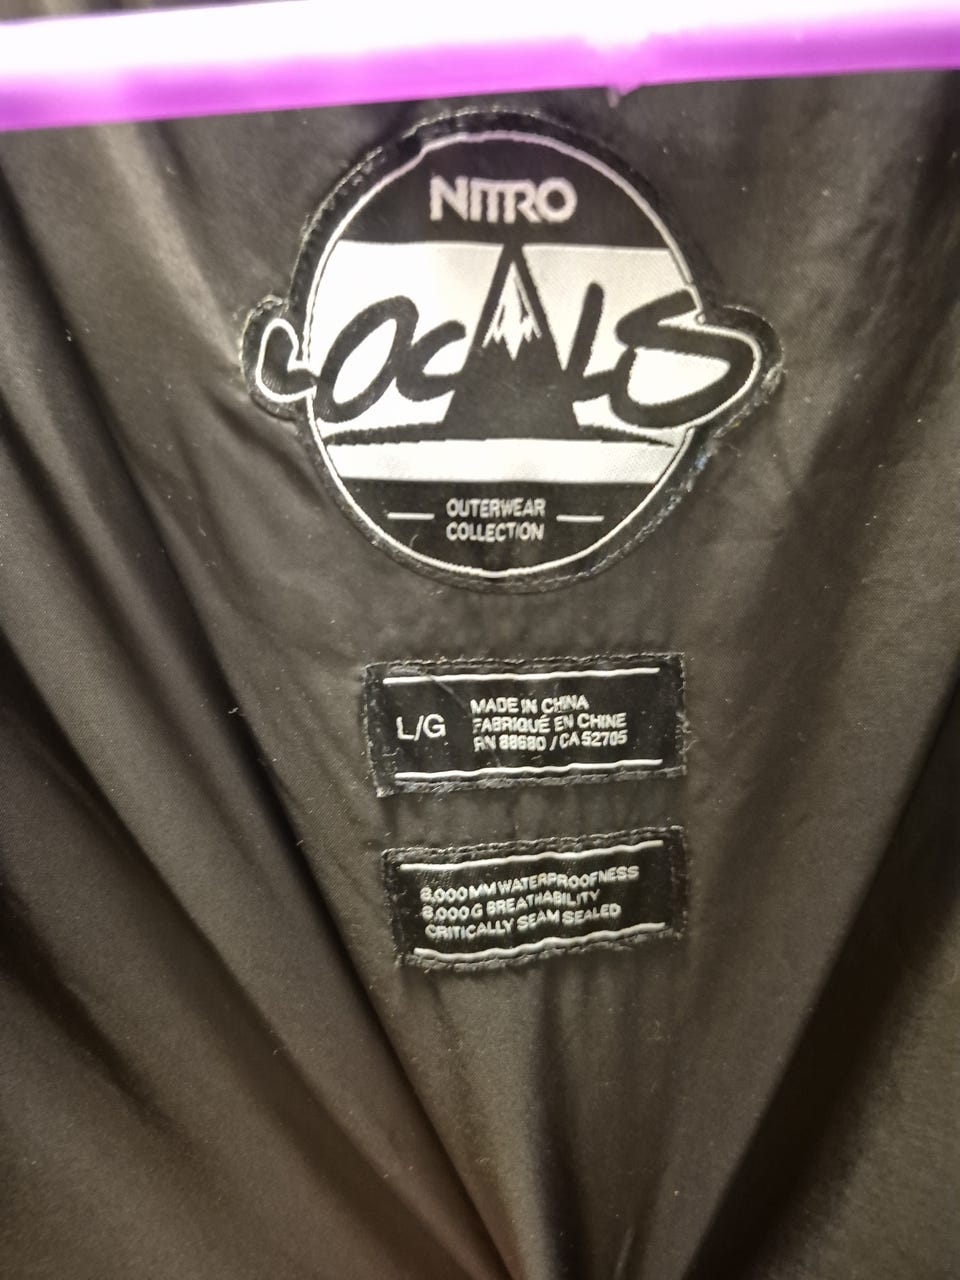 NITRO
LOCALS
OUTERWEAR
COLLECTION
L/G
MADE IN CHINA
FABRIQUÉ EN CHINE
RN 88680 / CA 52705
8,000 MM WATERPROOFNESS
8,000 G BREATHABILITY
CRITICALLY SEAM SEALED